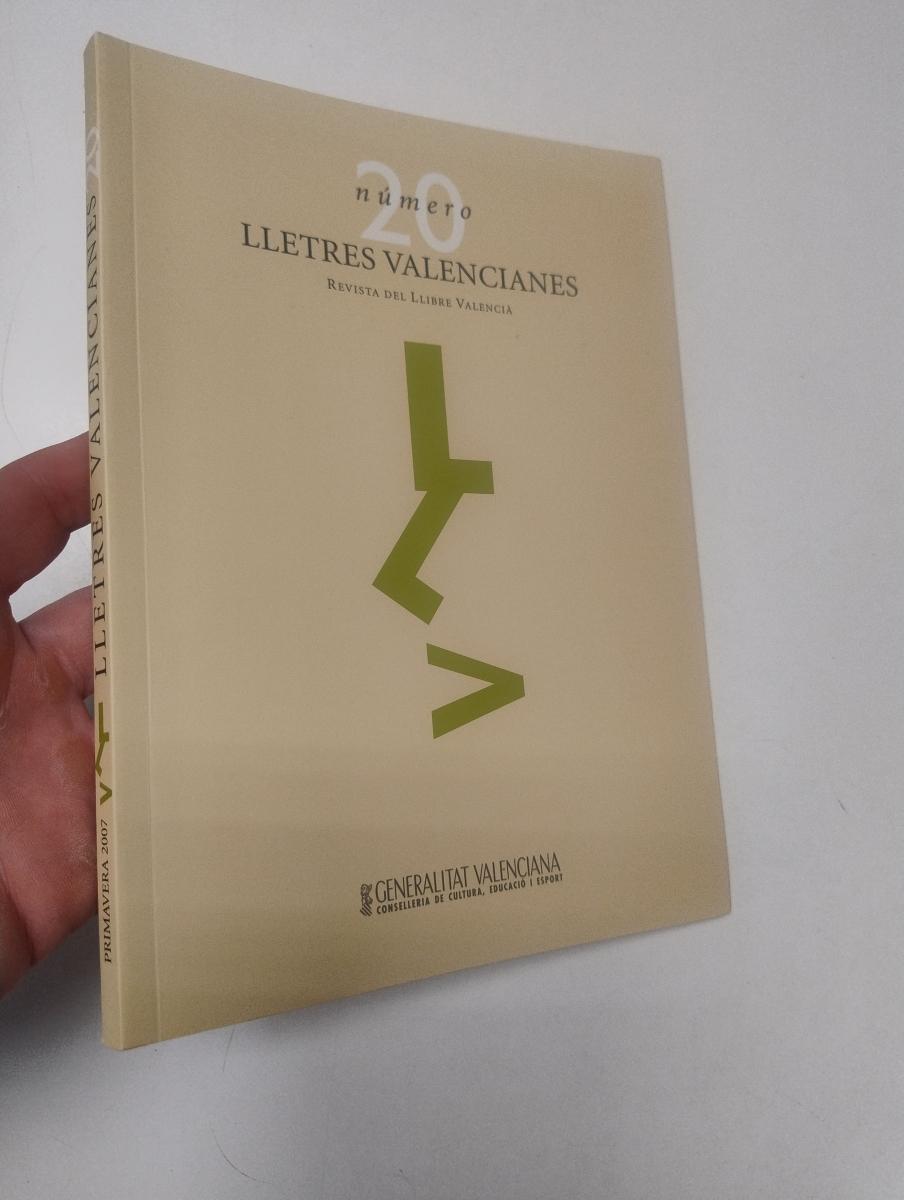 número
20
LLETRES VALENCIANES
REVISTA DEL LLIBRE VALENCIÀ
GENERALITAT VALENCIANA
CONSELLERIA DE CULTURA, EDUCACIÓ I ESPORT
PRIMAVERA 2007 LLETRES VALENCIANES 20